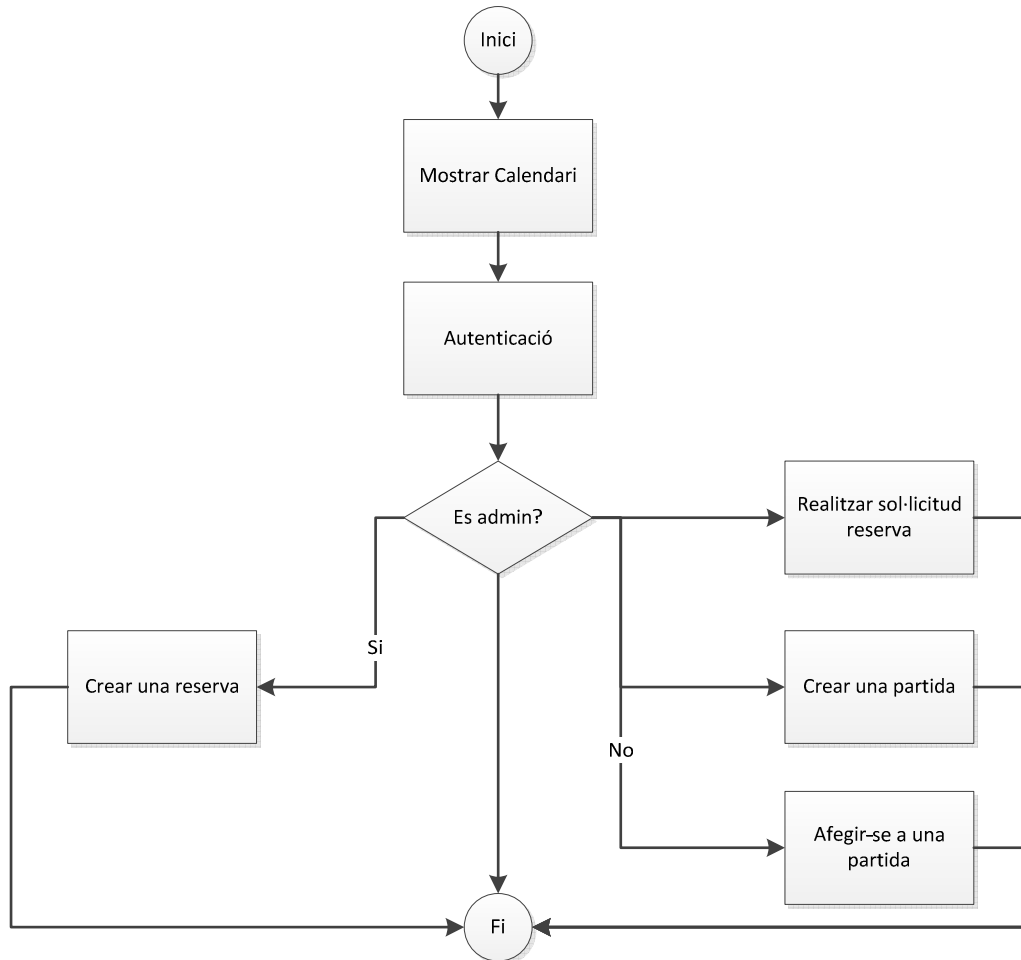 Inici
Mostrar Calendari
Autenticació
Es admin?
Realitzar sol·licitud
reserva
Si
Crear una reserva
Crear una partida
No
Afegir-se a una
partida
Fi